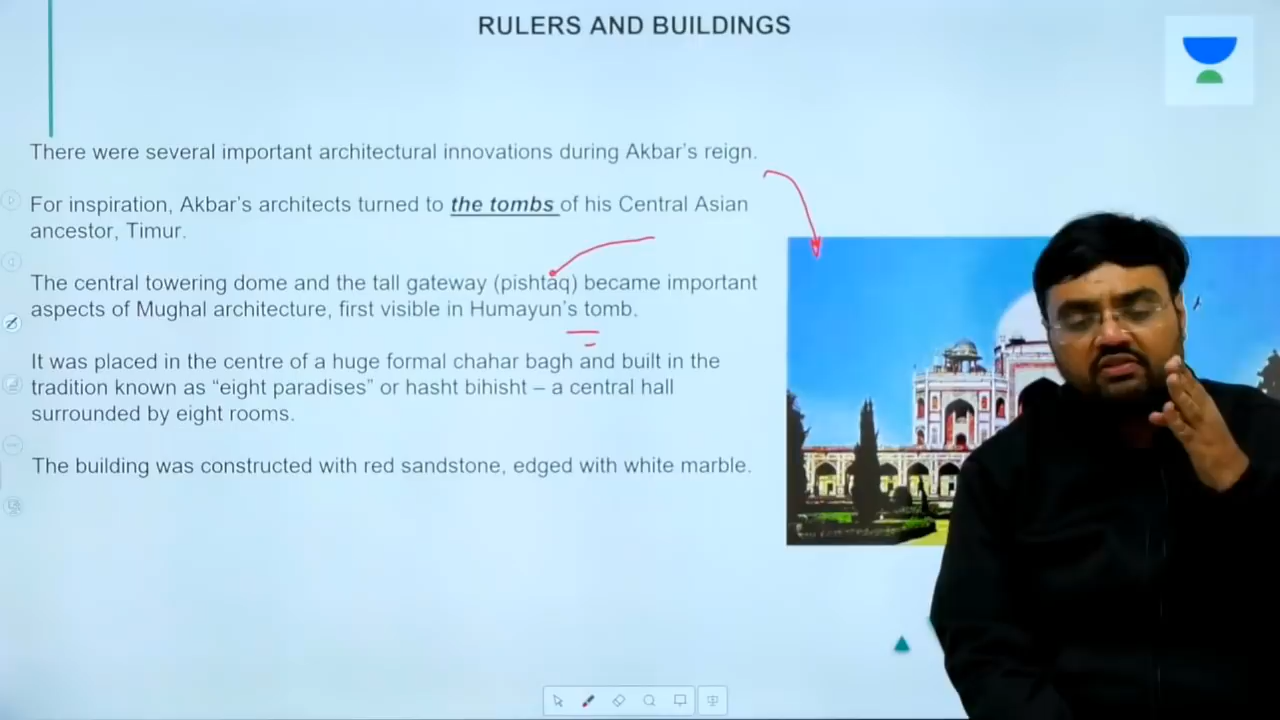 RULERS AND BUILDINGS
There were several important architectural innovations during Akbar’s reign.
For inspiration, Akbar’s architects turned to the tombs of his Central Asian
ancestor, Timur.
The central towering dome and the tall gateway (pishtaq) became important
aspects of Mughal architecture, first visible in Humayun’s tomb.
It was placed in the centre of a huge formal chahar bagh and built in the
tradition known as “eight paradises” or hasht bihisht – a central hall
surrounded by eight rooms.
The building was constructed with red sandstone, edged with white marble.